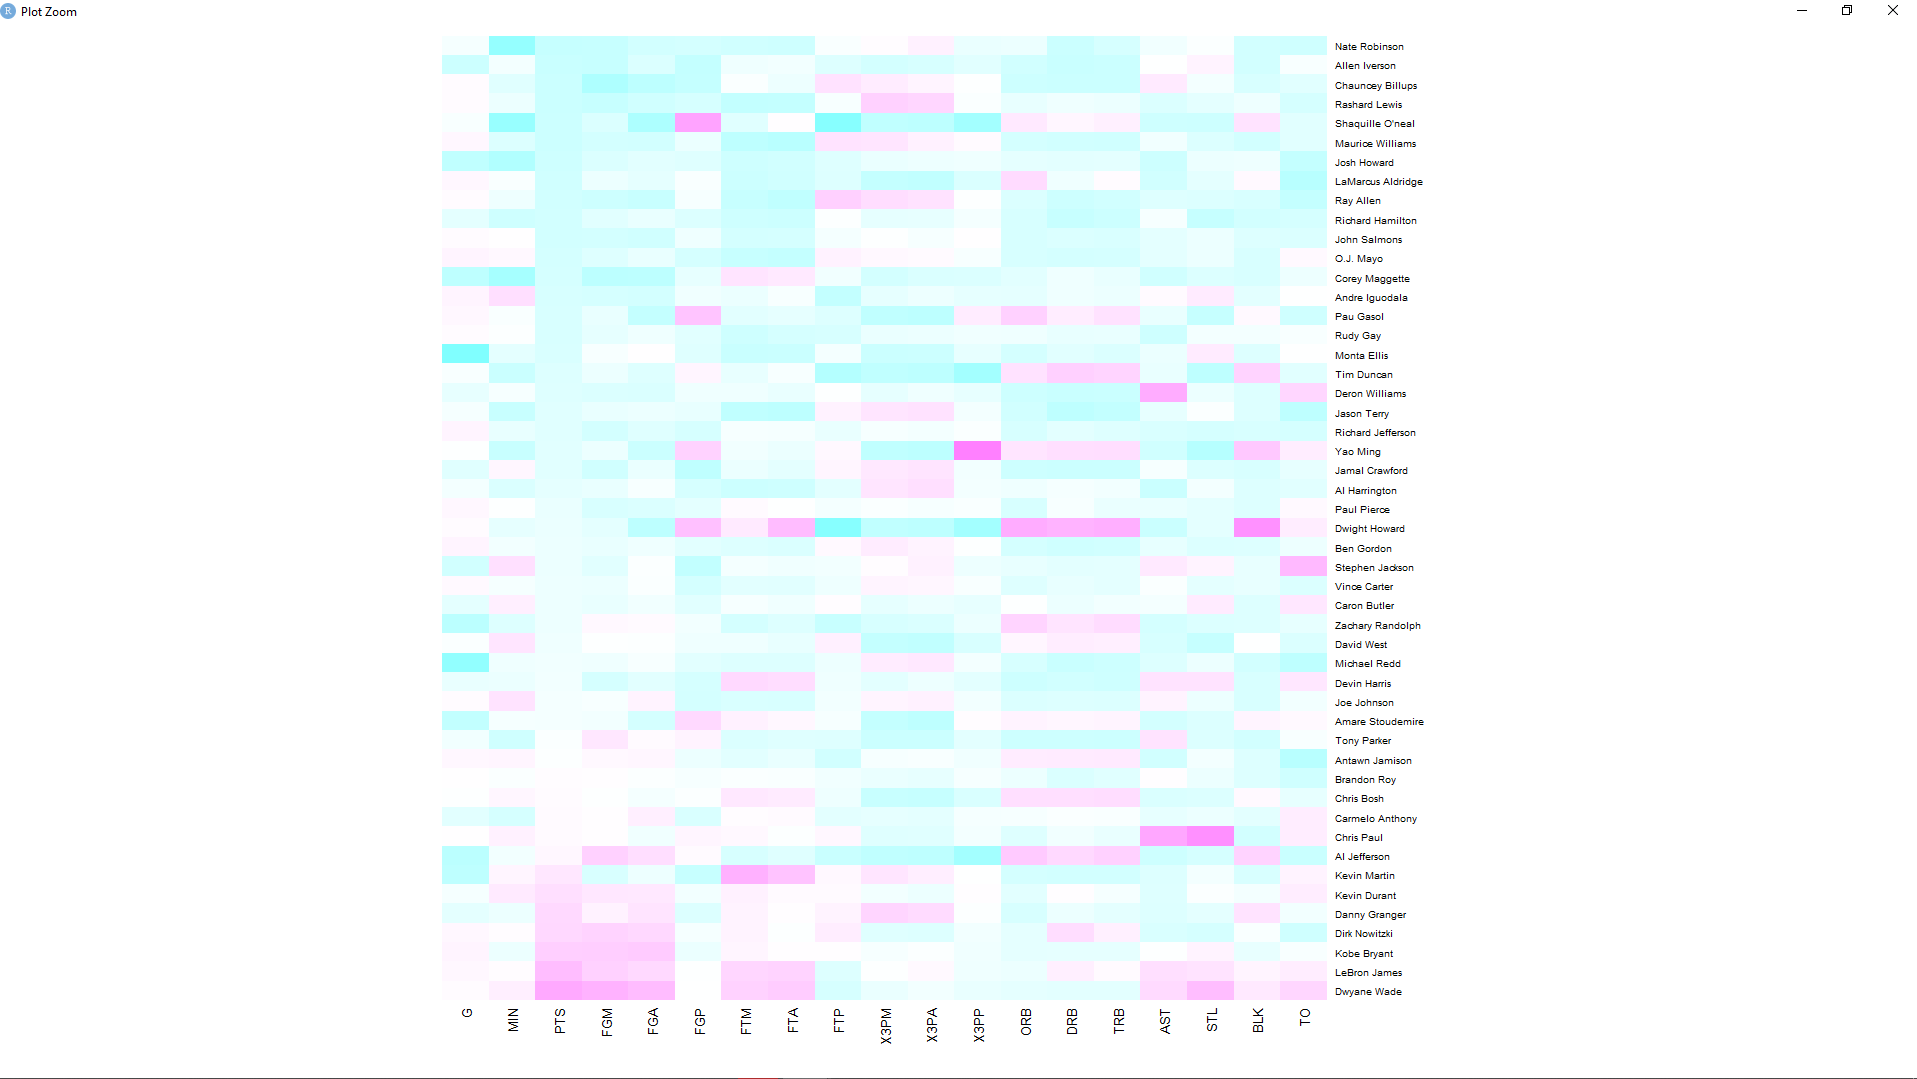 R Plot Zoom
Nate Robinson
Allen Iverson
Chauncey Billups
Rashard Lewis
Shaquille O'neal
Maurice Williams
Josh Howard
LaMarcus Aldridge
Ray Allen
Richard Hamilton
John Salmons
O.J. Mayo
Corey Maggette
Andre Iguodala
Pau Gasol
Rudy Gay
Monta Ellis
Tim Duncan
Deron Williams
Jason Terry
Richard Jefferson
Yao Ming
Jamal Crawford
Al Harrington
Paul Pierce
Dwight Howard
Ben Gordon
Stephen Jackson
Vince Carter
Caron Butler
Zachary Randolph
David West
Michael Redd
Devin Harris
Joe Johnson
Amare Stoudemire
Tony Parker
Antawn Jamison
Brandon Roy
Chris Bosh
Carmelo Anthony
Chris Paul
Al Jefferson
Kevin Martin
Kevin Durant
Danny Granger
Dirk Nowitzki
Kobe Bryant
LeBron James
Dwyane Wade
G MIN PTS FGM FGA FGP FTM FTA FTP X3PM X3PA X3PP ORB DRB TRB AST STL BLK TO